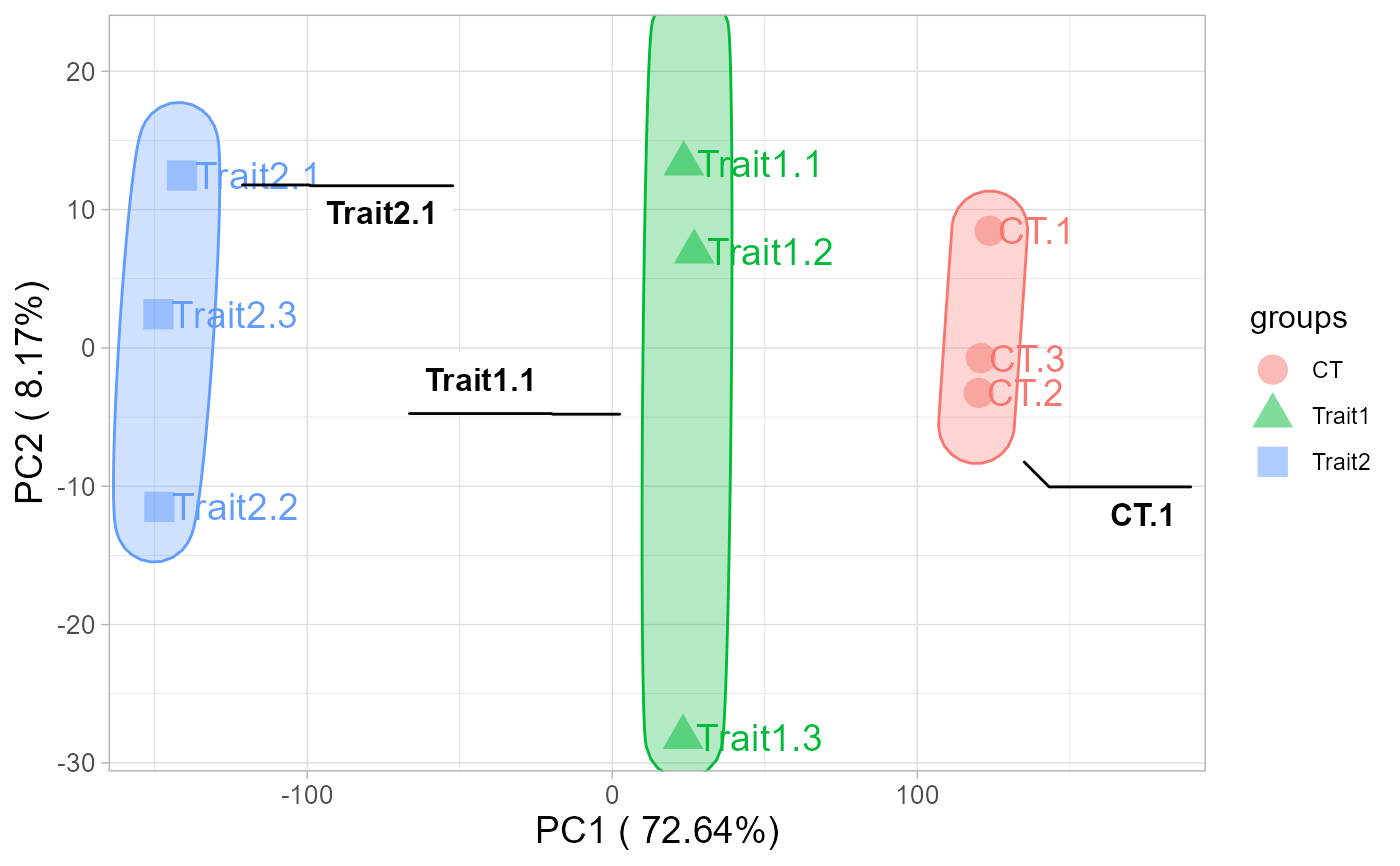 20
10
0
-10
-20
-30
PC2 ( 8.17%)
Trait2.1
Trait2.1
Trait2.3
Trait2.2
Trait1.1
Trait1.1
Trait1.2
Trait1.3
CT.1
CT.3
CT.2
CT.1
-100
0
100
PC1 ( 72.64%)
groups
CT
Trait1
Trait2